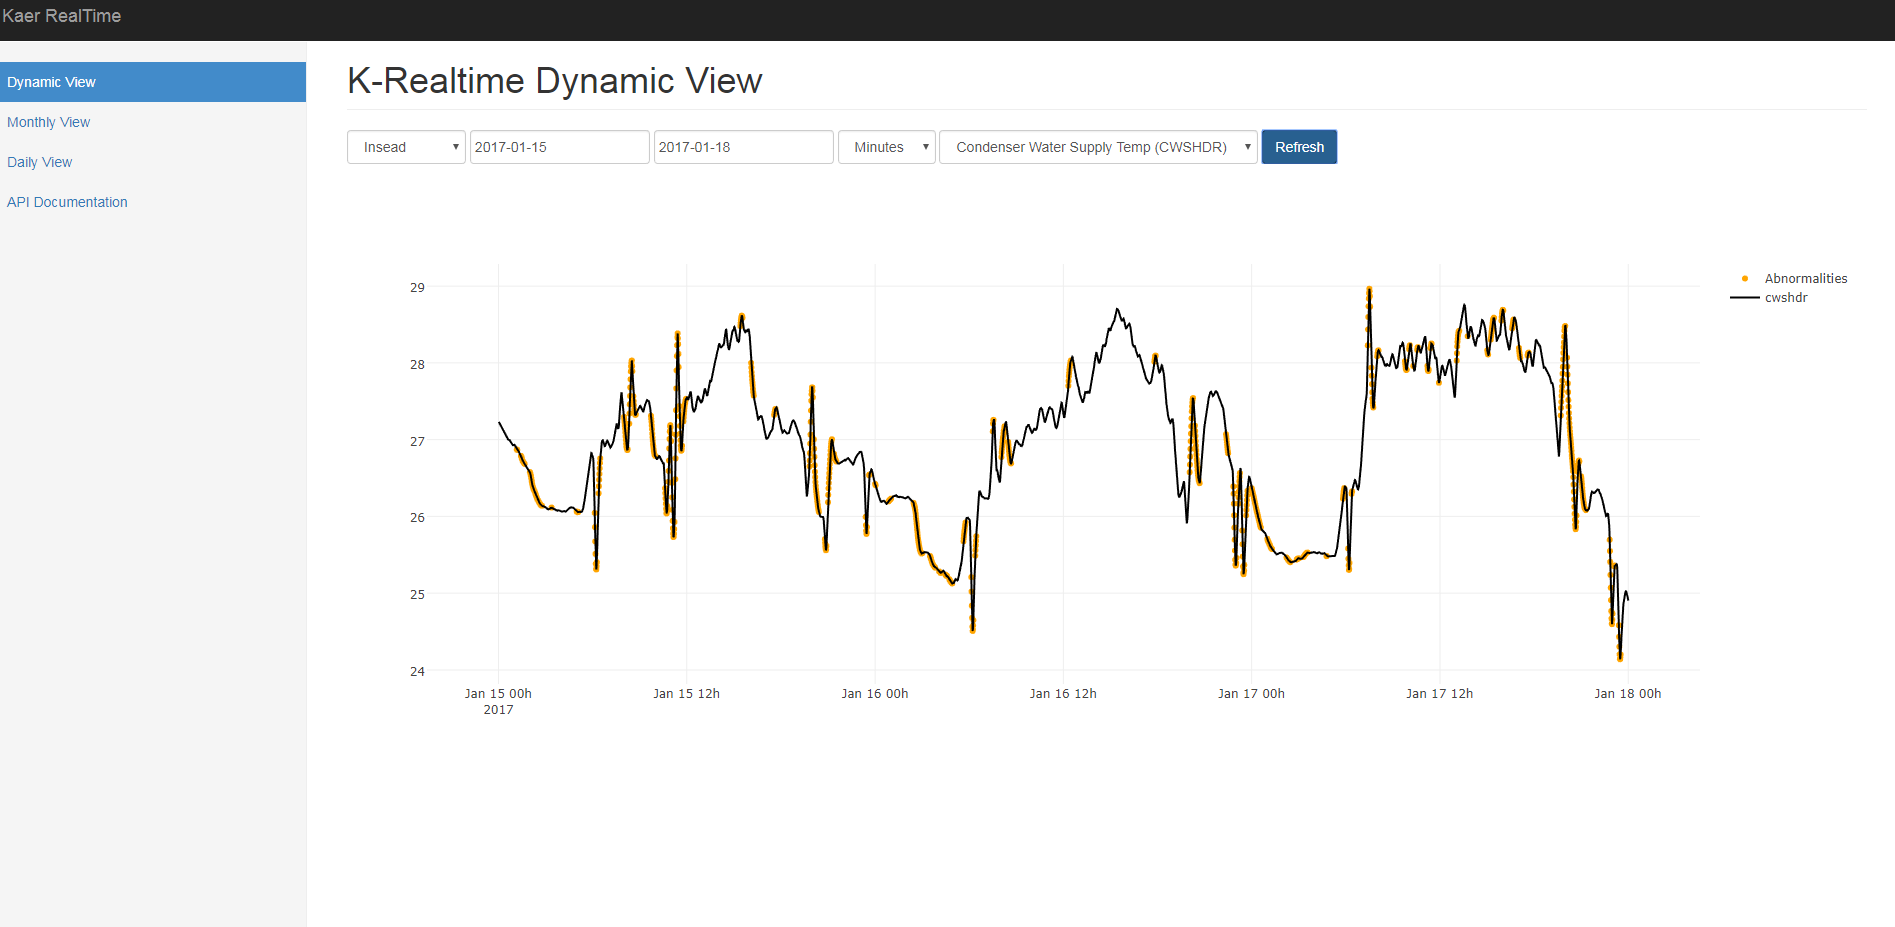 Kaer RealTime
Dynamic View
Monthly View
Daily View
API Documentation
K-Realtime Dynamic View
Insead 2017-01-15 2017-01-18 Minutes Condenser Water Supply Temp (CWSHDR) Refresh
Abnormalities
cwshdr
29
28
27
26
25
24
Jan 15 00h Jan 15 12h Jan 16 00h Jan 16 12h Jan 17 00h Jan 17 12h Jan 18 00h
2017